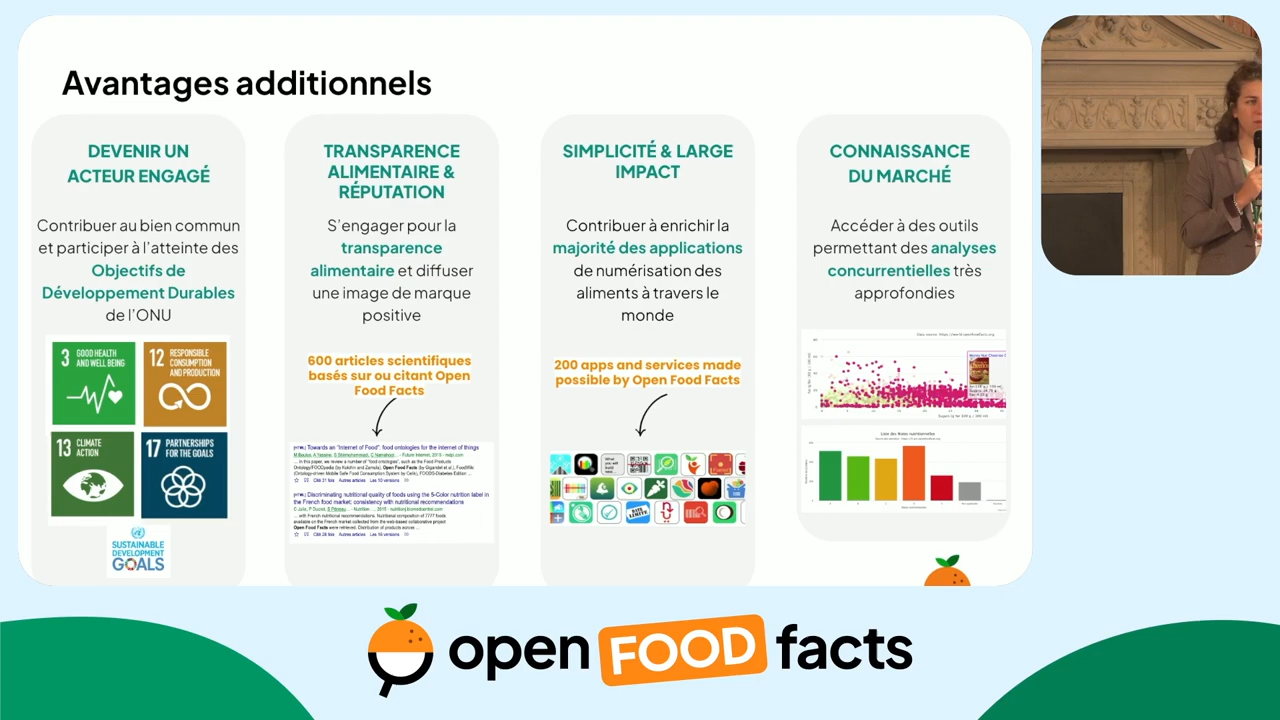 Avantages additionnels
DEVENIR UN
ACTEUR ENGAGÉ
Contribuer au bien commun
et participer à l'atteinte des
Objectifs de
Développement Durables
de l'ONU
3 GOOD HEALTH
AND WELL BEING
12 RESPONSIBLE
CONSUMPTION
AND PRODUCTION
13 CLIMATE
ACTION
17 PARTNERSHIPS
FOR THE GOALS
SUSTAINABLE
DEVELOPMENT
GOALS
TRANSPARENCE
ALIMENTAIRE &
RÉPUTATION
S'engager pour la
transparence
alimentaire et diffuser
une image de marque
positive
600 articles scientifiques
basés sur ou citant Open
Food Facts
Towards an "Internet of Food": food ontologies for the internet of things
Discriminating nutritional quality of foods using the 5-Color nutrition label
in the French food market: consistency with nutritional recommendations
SIMPLICITÉ & LARGE
IMPACT
Contribuer à enrichir la
majorité des applications
de numérisation des
aliments à travers le
monde
200 apps and services made
possible by Open Food Facts
CONNAISSANCE
DU MARCHÉ
Accéder à des outils
permettant des analyses
concurrentielles très
approfondies
open FOOD facts